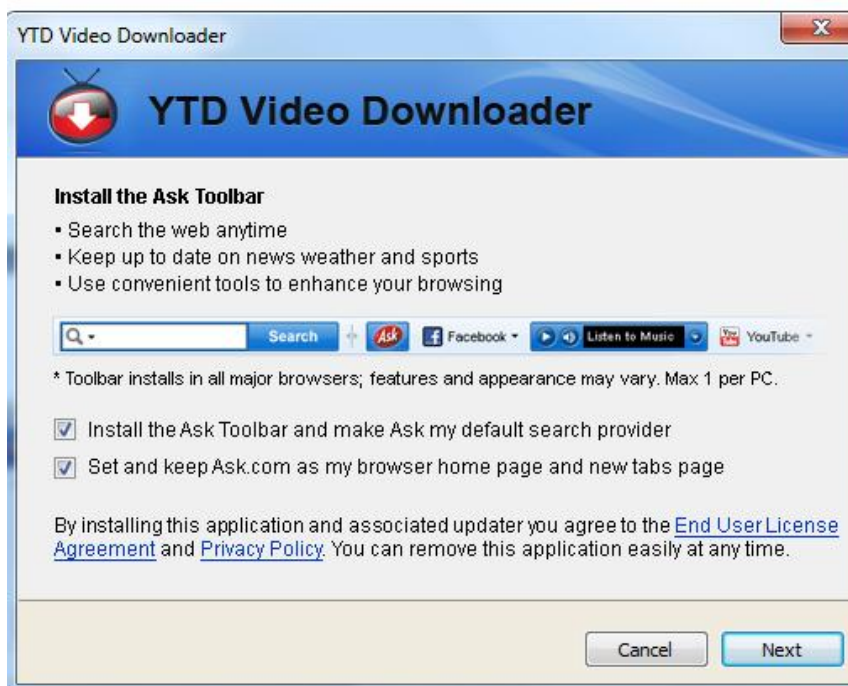 YTD Video Downloader
YTD Video Downloader
Install the Ask Toolbar
▪ Search the web anytime
▪ Keep up to date on news weather and sports
▪ Use convenient tools to enhance your browsing
Search Ask Facebook Listen to Music You Tube YouTube
* Toolbar installs in all major browsers; features and appearance may vary. Max 1 per PC.
Install the Ask Toolbar and make Ask my default search provider
Set and keep Ask.com as my browser home page and new tabs page
By installing this application and associated updater you agree to the End User License
Agreement and Privacy Policy. You can remove this application easily at any time.
Cancel Next